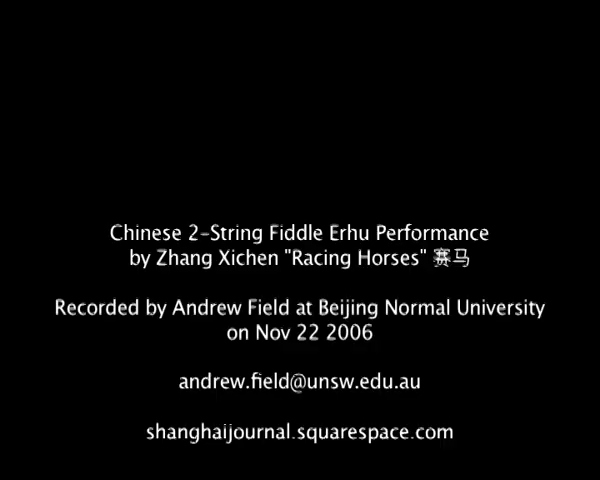 Chinese 2-String Fiddle Erhu Performance
by Zhang Xichen "Racing Horses" 赛马
Recorded by Andrew Field at Beijing Normal University
on Nov 22 2006
andrew.field@unsw.edu.au
shanghaijournal.squarespace.com